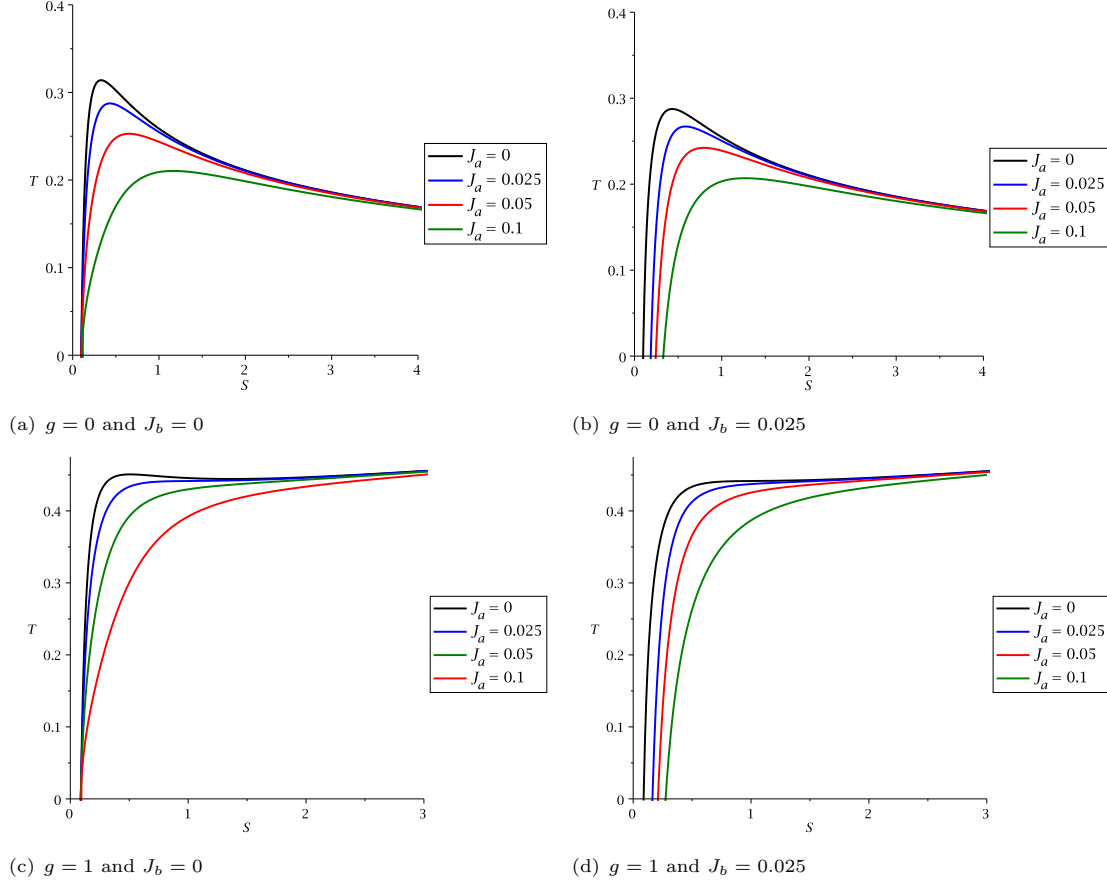 0.4
0.3
T
0.2
0.1
0
0
1
2
3
4
S
J_a = 0
J_a = 0.025
J_a = 0.05
J_a = 0.1
(a) g = 0 and J_b = 0
0.4
0.3
T
0.2
0.1
0
0
1
2
3
4
S
J_a = 0
J_a = 0.025
J_a = 0.05
J_a = 0.1
(b) g = 0 and J_b = 0.025
0.4
0.3
T
0.2
0.1
0
0
1
2
3
S
J_a = 0
J_a = 0.025
J_a = 0.05
J_a = 0.1
(c) g = 1 and J_b = 0
0.4
0.3
T
0.2
0.1
0
0
1
2
3
S
J_a = 0
J_a = 0.025
J_a = 0.05
J_a = 0.1
(d) g = 1 and J_b = 0.025